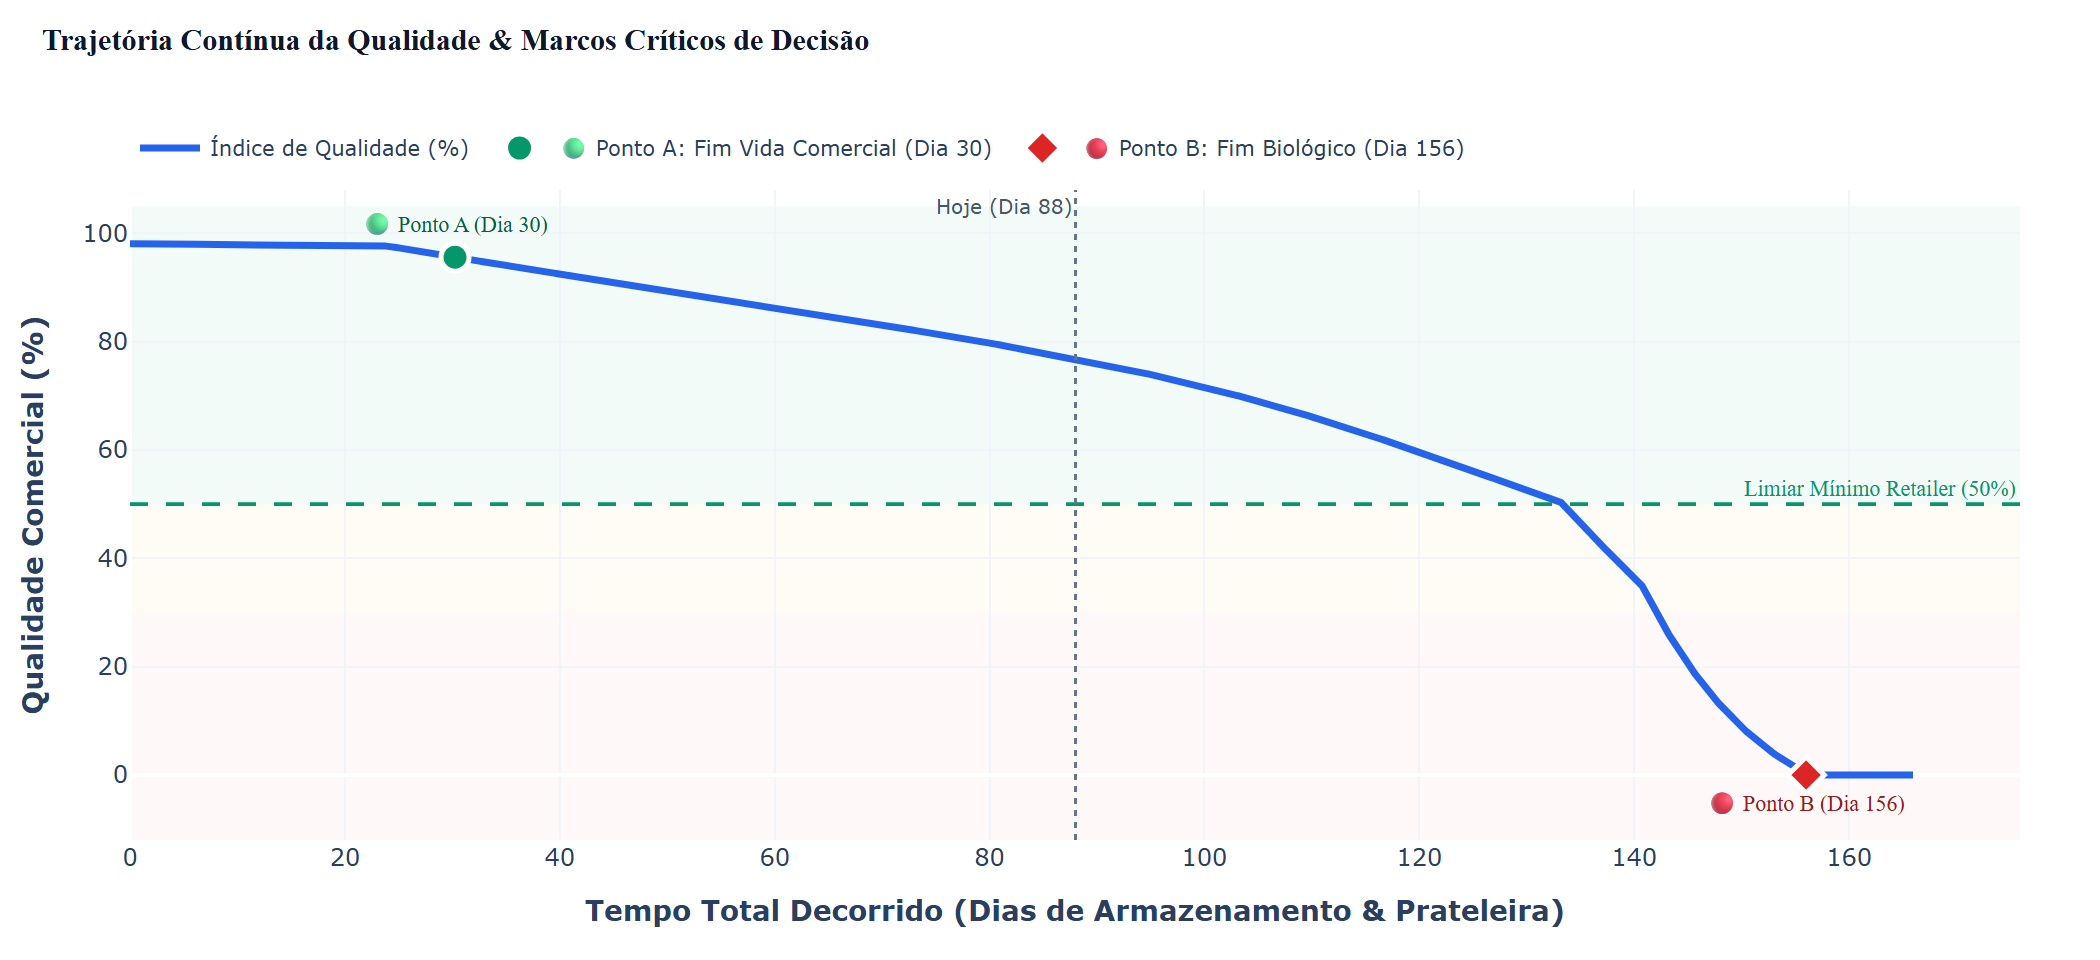 Trajetória Contínua da Qualidade & Marcos Críticos de Decisão
Índice de Qualidade (%)
Ponto A: Fim Vida Comercial (Dia 30)
Ponto B: Fim Biológico (Dia 156)
Hoje (Dia 88)
Ponto A (Dia 30)
100
80
60
40
20
0
Qualidade Comercial (%)
Limiar Mínimo Retailer (50%)
Ponto B (Dia 156)
0
20
40
60
80
100
120
140
160
Tempo Total Decorrido (Dias de Armazenamento & Prateleira)